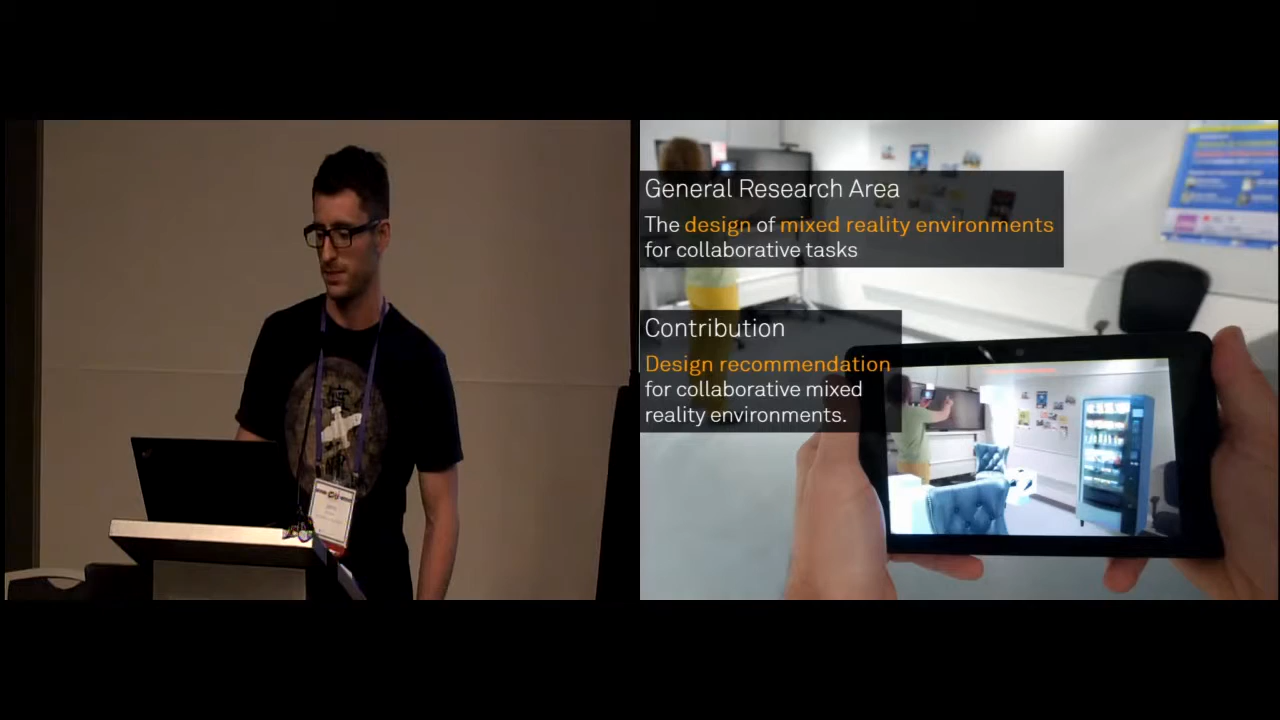 General Research Area
The design of mixed reality environments
for collaborative tasks
Contribution
Design recommendation
for collaborative mixed
reality environments.